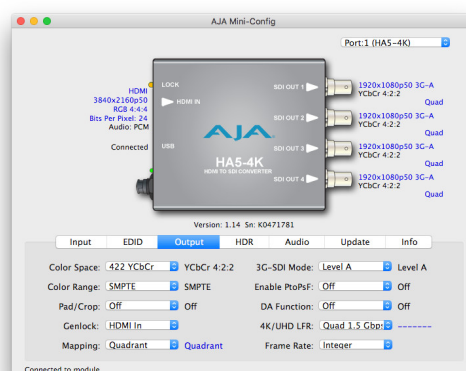 AJA Mini-Config
Port:1 (HA5-4K)
HDMI
3840x2160p50
RGB 4:4:4
Bits Per Pixel: 24
Audio: PCM
Connected
LOCK
HDMI IN
USB
AJA
HA5-4K
HDMI TO SDI CONVERTER
SDI OUT 1
SDI OUT 2
SDI OUT 3
SDI OUT 4
1920x1080p50 3G-A
YCbCr 4:2:2
Quad
1920x1080p50 3G-A
YCbCr 4:2:2
Quad
1920x1080p50 3G-A
YCbCr 4:2:2
Quad
1920x1080p50 3G-A
YCbCr 4:2:2
Quad
Version: 1.14 Sn: K0471781
Input EDID Output HDR Audio Update Info
Color Space: 422 YCbCr YCbCr 4:2:2 3G-SDI Mode: Level A Level A
Color Range: SMPTE SMPTE Enable PtoPsF: Off Off
Pad/Crop: Off Off DA Function: Off Off
Genlock: HDMI In 4K/UHD LFR: Quad 1.5 Gbps -------
Mapping: Quadrant Quadrant Frame Rate: Integer
Connected to module